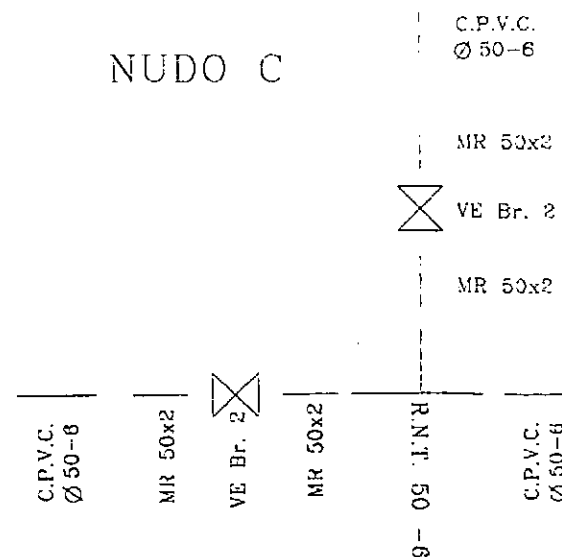 NUDO C
C.P.V.C.
Ø 50-6
MR 50x2
VE Br. 2
MR 50x2
C.P.V.C.
Ø 50-6
MR 50x2
VE Br. 2
MR 50x2
R.N.T. 50 -6
C.P.V.C.
Ø 50-6